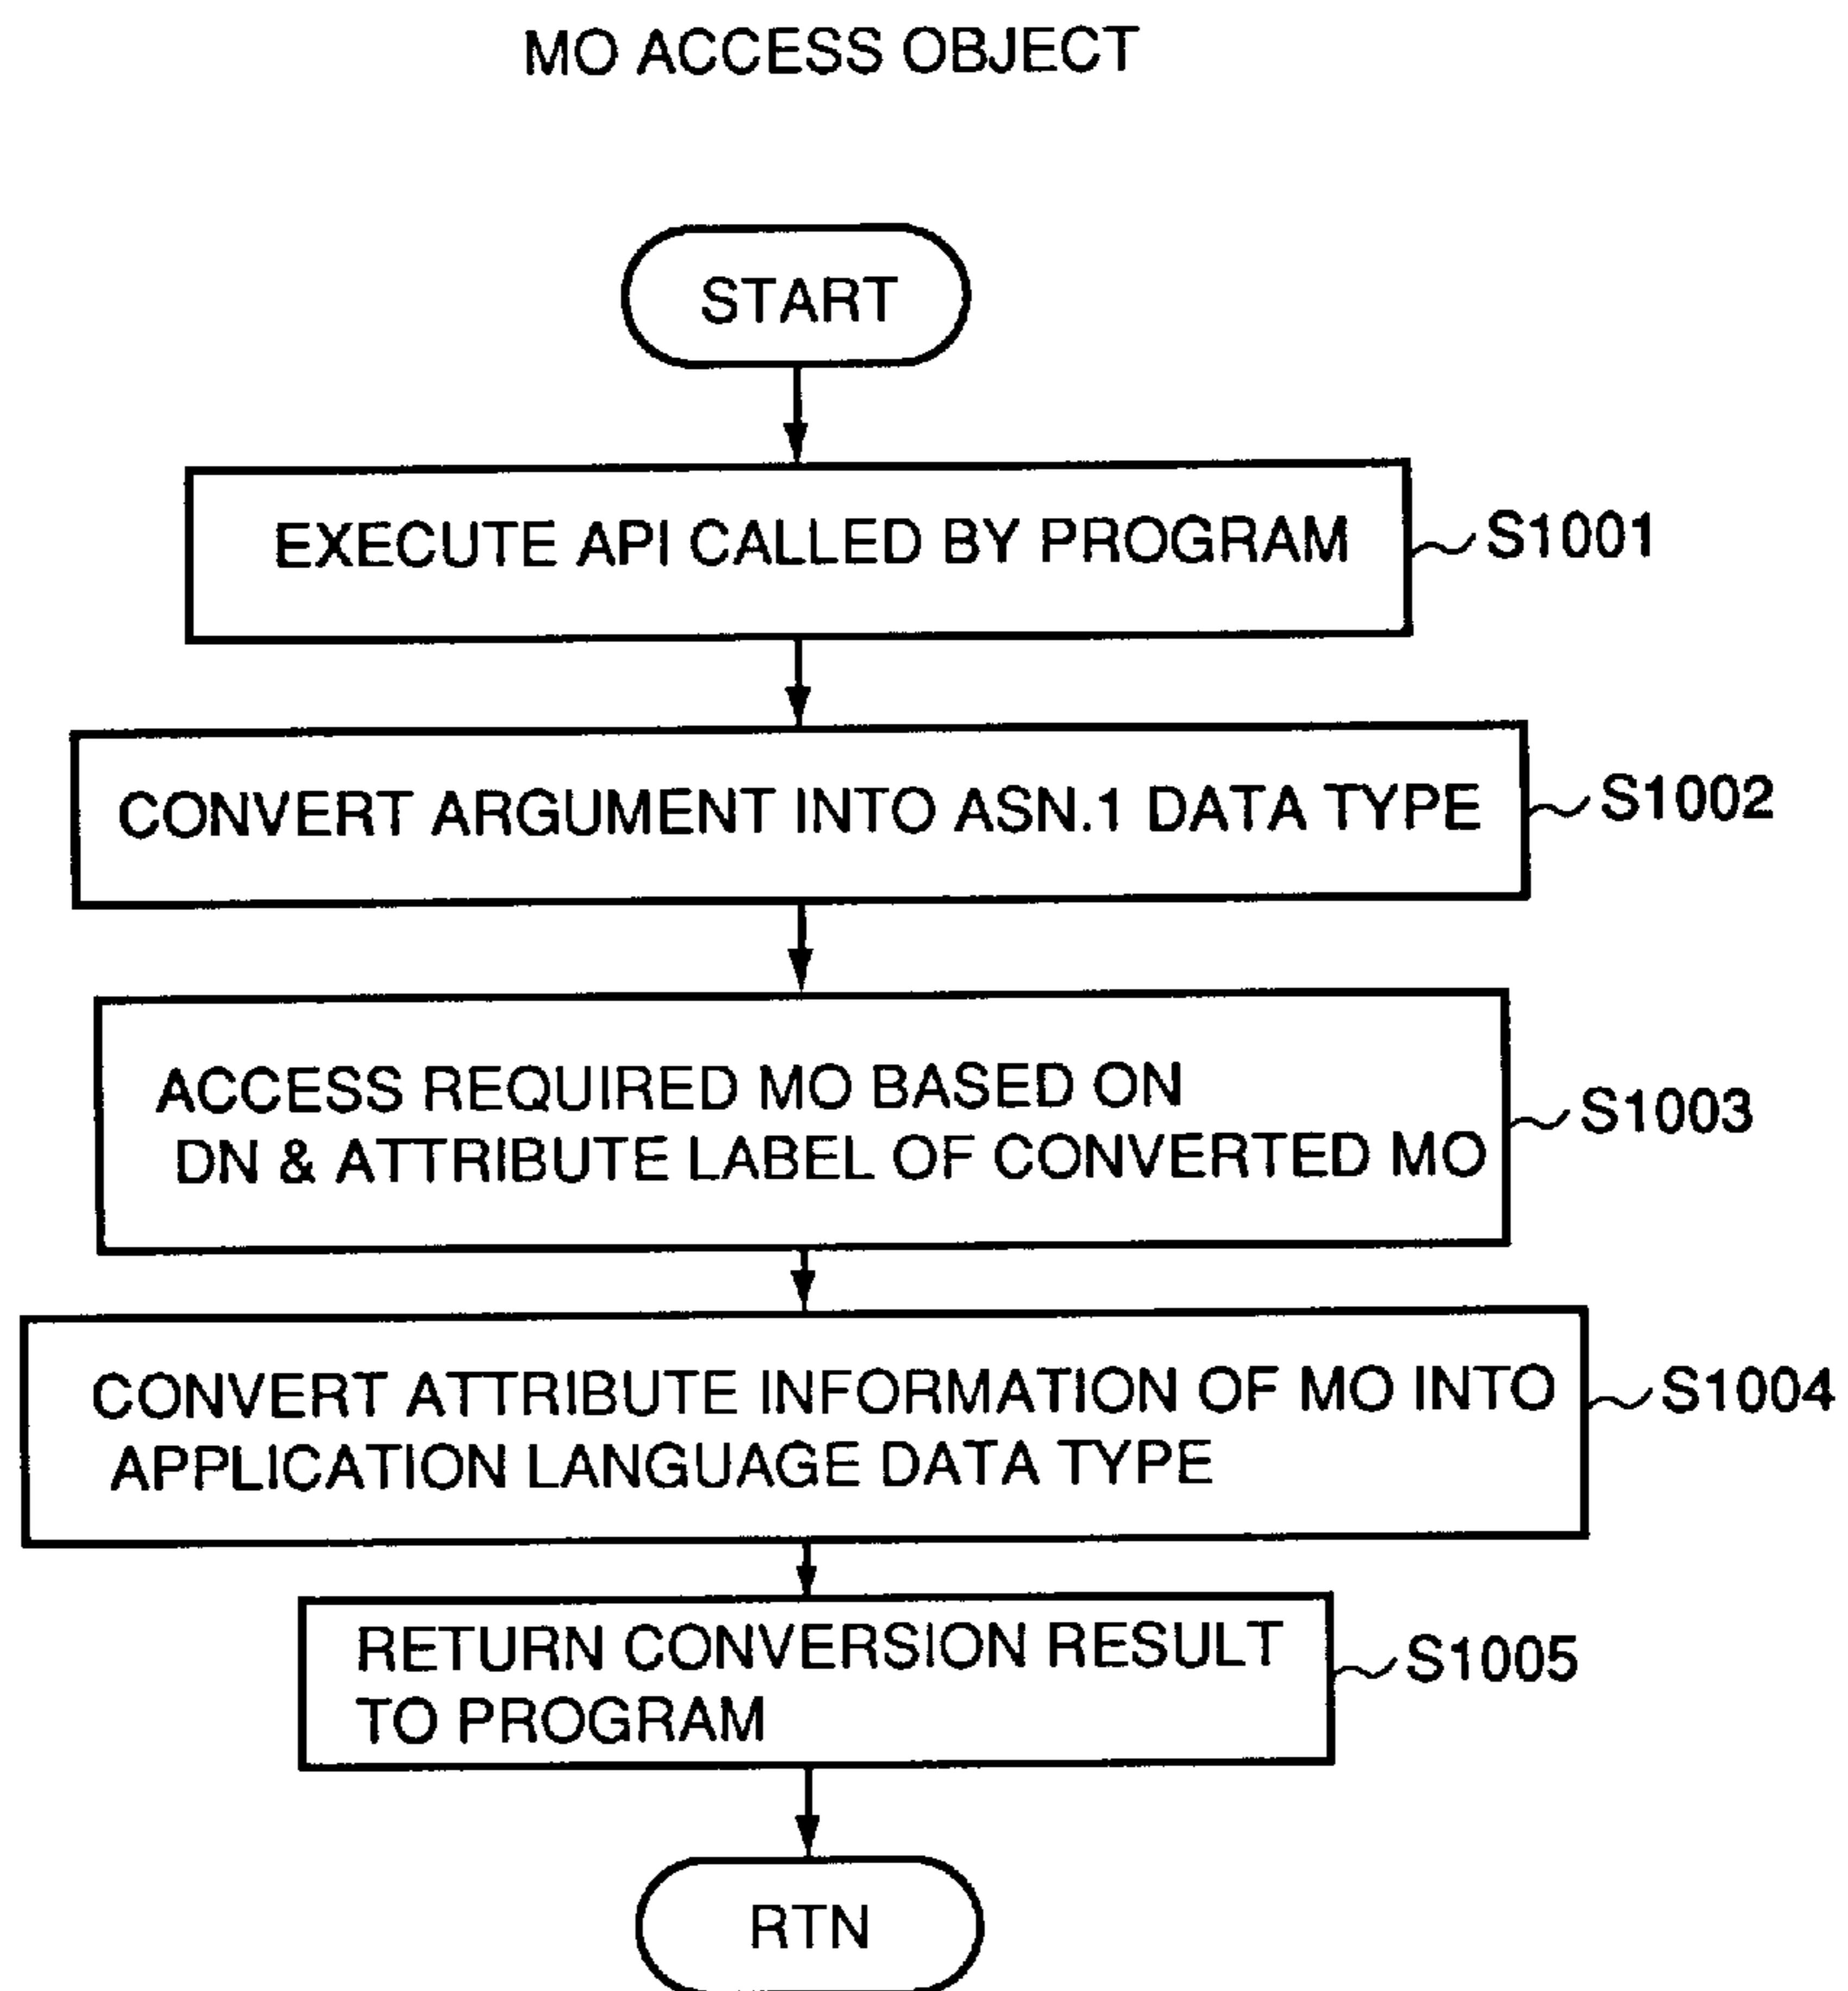 MO ACCESS OBJECT
START
EXECUTE API CALLED BY PROGRAM
S1001
CONVERT ARGUMENT INTO ASN.1 DATA TYPE
S1002
ACCESS REQUIRED MO BASED ON
DN & ATTRIBUTE LABEL OF CONVERTED MO
S1003
CONVERT ATTRIBUTE INFORMATION OF MO INTO
APPLICATION LANGUAGE DATA TYPE
S1004
RETURN CONVERSION RESULT
TO PROGRAM
S1005
RTN